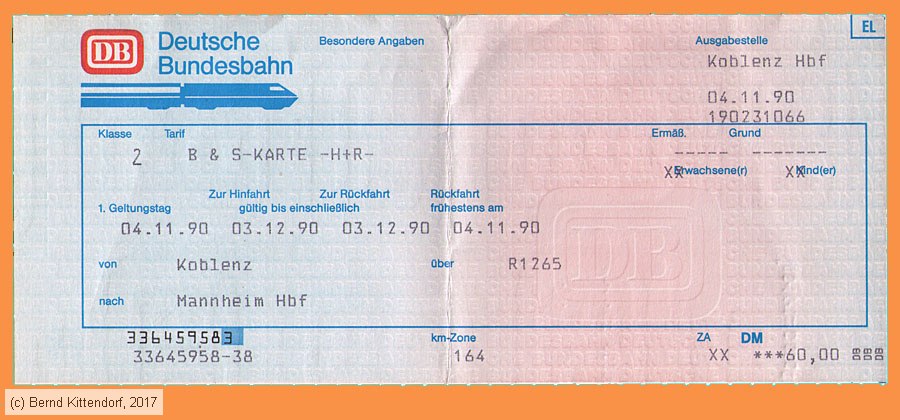 DB Deutsche Bundesbahn
Besondere Angaben
Ausgabestelle
EL
Koblenz Hbf
04.11.90
190231066
Klasse Tarif Ermäß. Grund
2 B & S-KARTE -H+R- ----- -------
XX Erwachsene(r) XX Kind(er)
Zur Hinfahrt Zur Rückfahrt Rückfahrt
1. Geltungstag gültig bis einschließlich frühestens am
04.11.90 03.12.90 03.12.90 04.11.90
von Koblenz über R1265
nach Mannheim Hbf
DB
336459583 km-Zone ZA DM
33645958-38 164 XX ***60,00
(c) Bernd Kittendorf, 2017